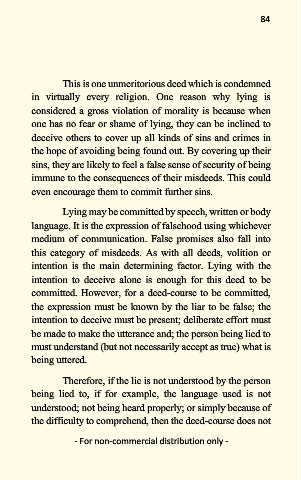 84
This is one unmeritorious deed which is condemned
in virtually every religion. One reason why lying is
considered a gross violation of morality is because when
one has no fear or shame of lying, they can be inclined to
deceive others to cover up all kinds of sins and crimes in
the hope of avoiding being found out. By covering up their
sins, they are likely to feel a false sense of security of being
immune to the consequences of their misdeeds. This could
even encourage them to commit further sins.
Lying may be committed by speech, written or body
language. It is the expression of falsehood using whichever
medium of communication. False promises also fall into
this category of misdeeds. As with all deeds, volition or
intention is the main determining factor. Lying with the
intention to deceive alone is enough for this deed to be
committed. However, for a deed-course to be committed,
the expression must be known by the liar to be false; the
intention to deceive must be present; deliberate effort must
be made to make the utterance and; the person being lied to
must understand (but not necessarily accept as true) what is
being uttered.
Therefore, if the lie is not understood by the person
being lied to, if for example, the language used is not
understood; not being heard properly; or simply because of
the difficulty to comprehend, then the deed-course does not
- For non-commercial distribution only -